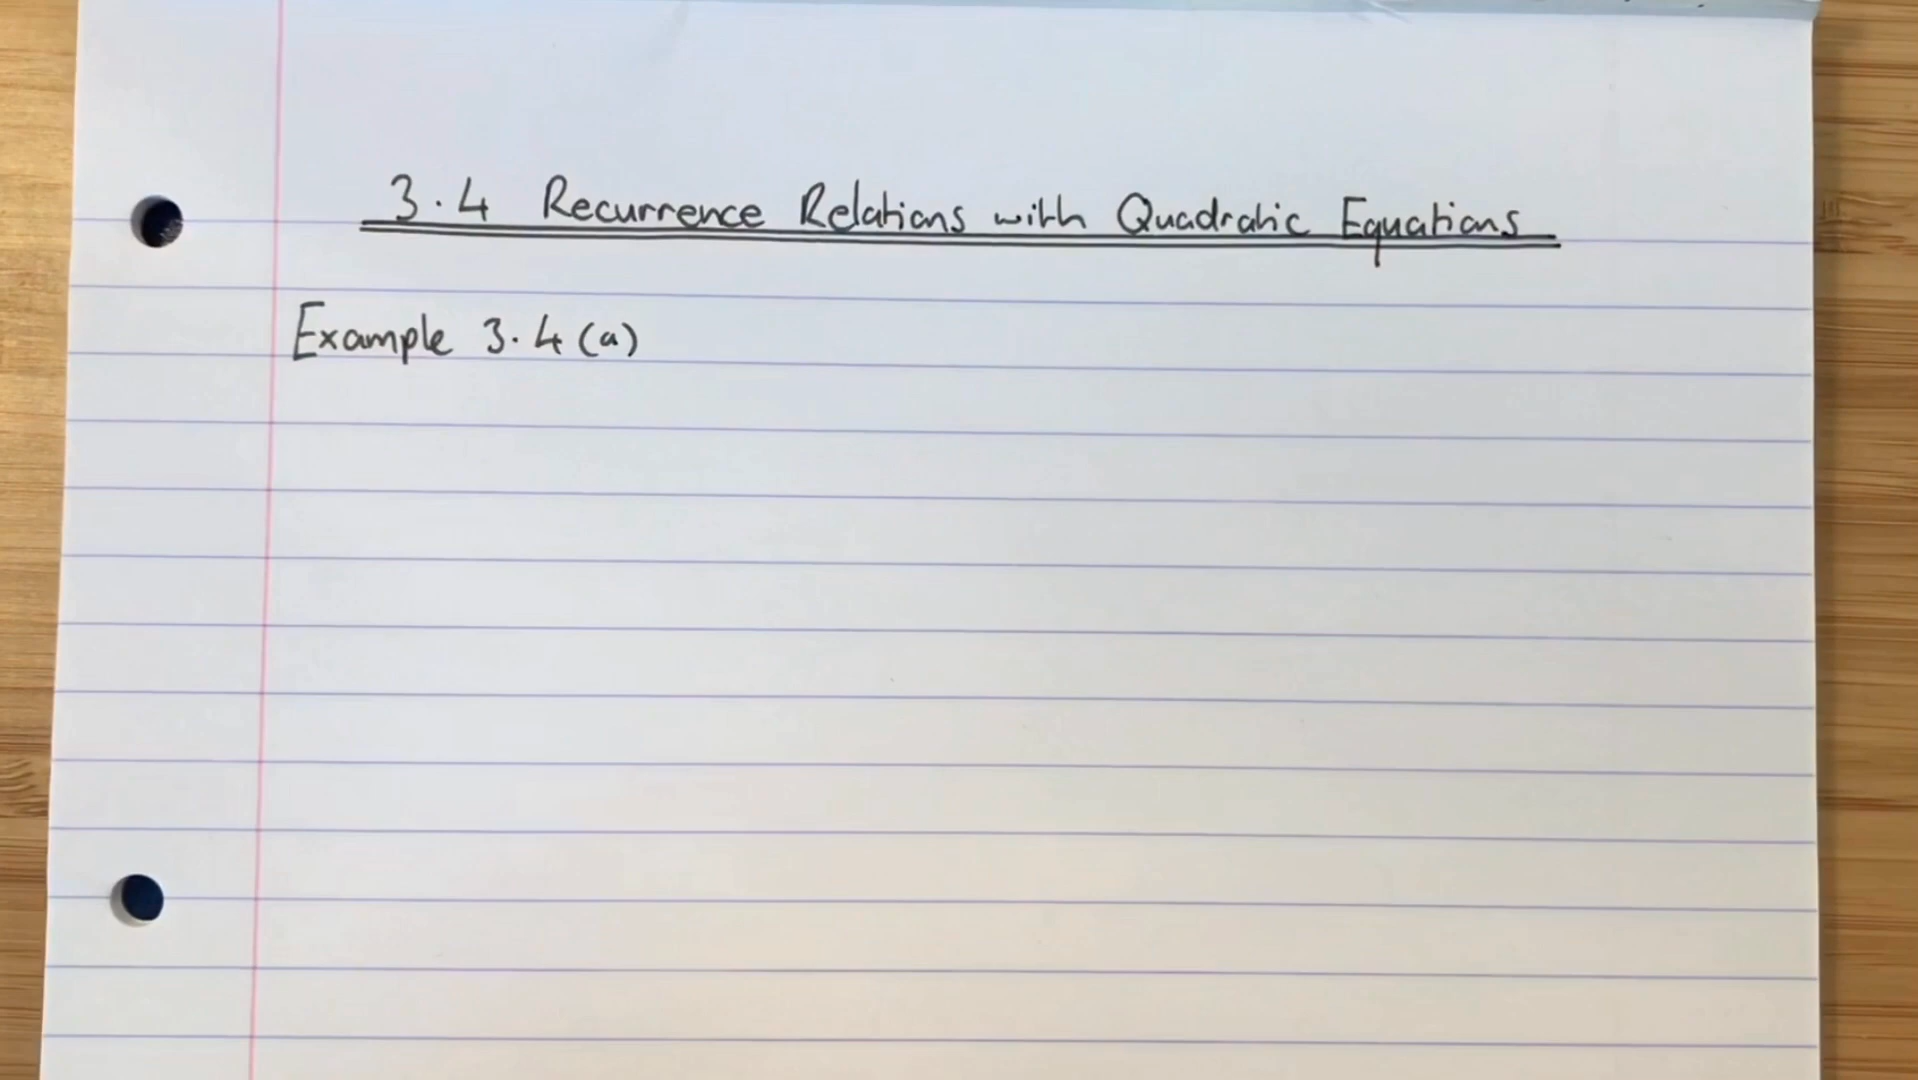 3.4 Recurrence Relations with Quadratic Equations
Example 3.4 (a)